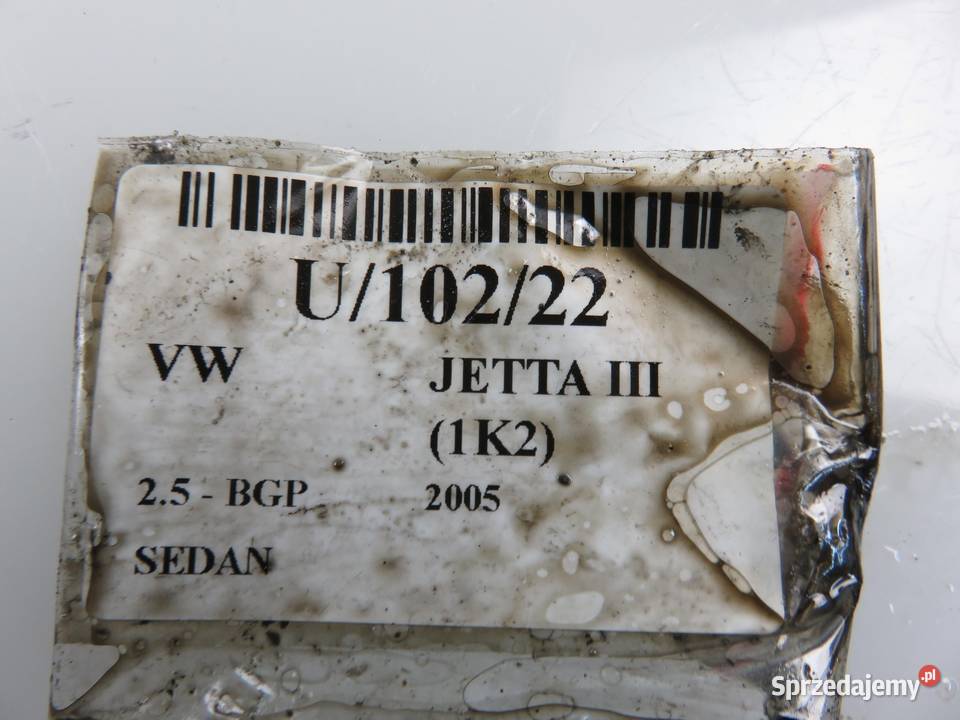 U/102/22
VW JETTA III
(1K2)
2.5 - BGP 2005
SEDAN
Sprzedajemy.pl